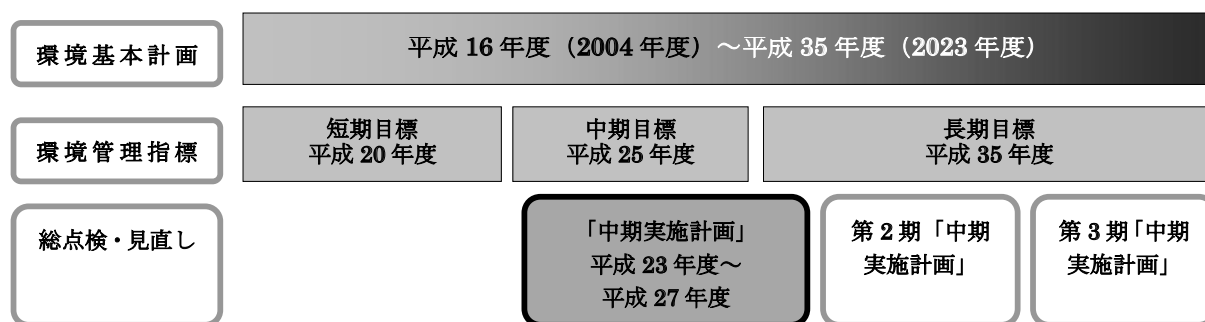 環境基本計画
平成 16 年度（2004 年度）～平成 35 年度（2023 年度）
環境管理指標
短期目標
平成 20 年度
中期目標
平成 25 年度
長期目標
平成 35 年度
総点検・見直し
「中期実施計画」
平成 23 年度～
平成 27 年度
第 2 期「中期
実施計画」
第 3 期「中期
実施計画」